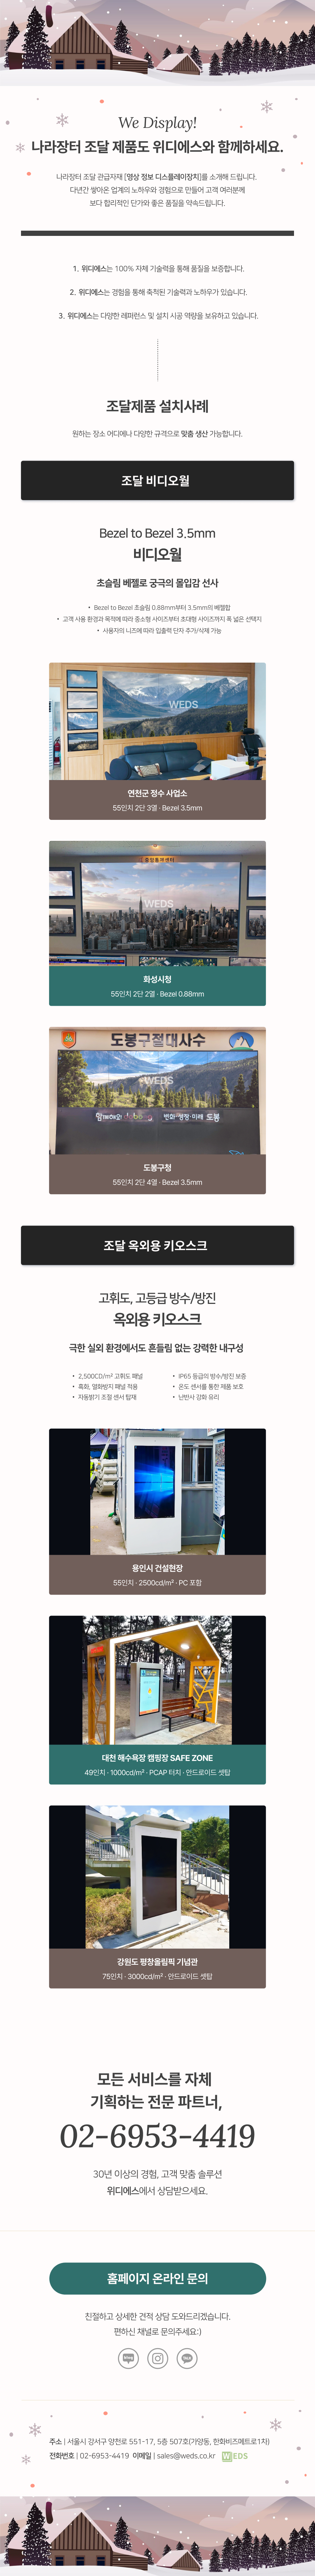 We Display!
나라장터 조달 제품도 위디에스와 함께하세요.
나라장터 조달 관급자재 [영상 정보 디스플레이장치]를 소개해 드립니다.
다년간 쌓아온 업계의 노하우와 경험으로 만들어 고객 여러분께
보다 합리적인 단가와 좋은 품질을 약속드립니다.
1. 위디에스는 100% 자체 기술력을 통해 품질을 보증합니다.
2. 위디에스는 경험을 통해 축적된 기술력과 노하우가 있습니다.
3. 위디에스는 다양한 레퍼런스 및 설치 시공 역량을 보유하고 있습니다.
조달제품 설치사례
원하는 장소 어디에나 다양한 규격으로 맞춤 생산 가능합니다.
조달 비디오월
Bezel to Bezel 3.5mm
비디오월
초슬림 베젤로 궁극의 몰입감 선사
• Bezel to Bezel 초슬림 0.88mm부터 3.5mm의 베젤합
• 고객 사용 환경과 목적에 따라 중소형 사이즈부터 초대형 사이즈까지 폭 넓은 선택지
• 사용자의 니즈에 따라 입출력 단자 추가/삭제 가능
WEDS
연천군 정수 사업소
55인치 2단 3열 · Bezel 3.5mm
WEDS
화성시청
55인치 2단 2열 · Bezel 0.88mm
도봉구절대사수
WEDS
변화·성장·미래 도봉
도봉구청
55인치 2단 4열 · Bezel 3.5mm
조달 옥외용 키오스크
고휘도, 고등급 방수/방진
옥외용 키오스크
극한 실외 환경에서도 흔들림 없는 강력한 내구성
• 2,500CD/m² 고휘도 패널
• 흑화, 열화방지 패널 적용
• 자동밝기 조절 센서 탑재
• IP65 등급의 방수/방진 보증
• 온도 센서를 통한 제품 보호
• 난반사 강화 유리
용인시 건설현장
55인치 · 2500cd/m² · PC 포함
대천 해수욕장 캠핑장 SAFE ZONE
49인치 · 1000cd/m² · PCAP 터치 · 안드로이드 셋탑
강원도 평창올림픽 기념관
75인치 · 3000cd/m² · 안드로이드 셋탑
모든 서비스를 자체
기획하는 전문 파트너,
02-6953-4419
30년 이상의 경험, 고객 맞춤 솔루션
위디에스에서 상담받으세요.
홈페이지 온라인 문의
친절하고 상세한 견적 상담 도와드리겠습니다.
편하신 채널로 문의주세요:)
주소 | 서울시 강서구 양천로 551-17, 5층 507호(가양동, 한화비즈메트로1차)
전화번호 | 02-6953-4419 이메일 | sales@weds.co.kr WEDS